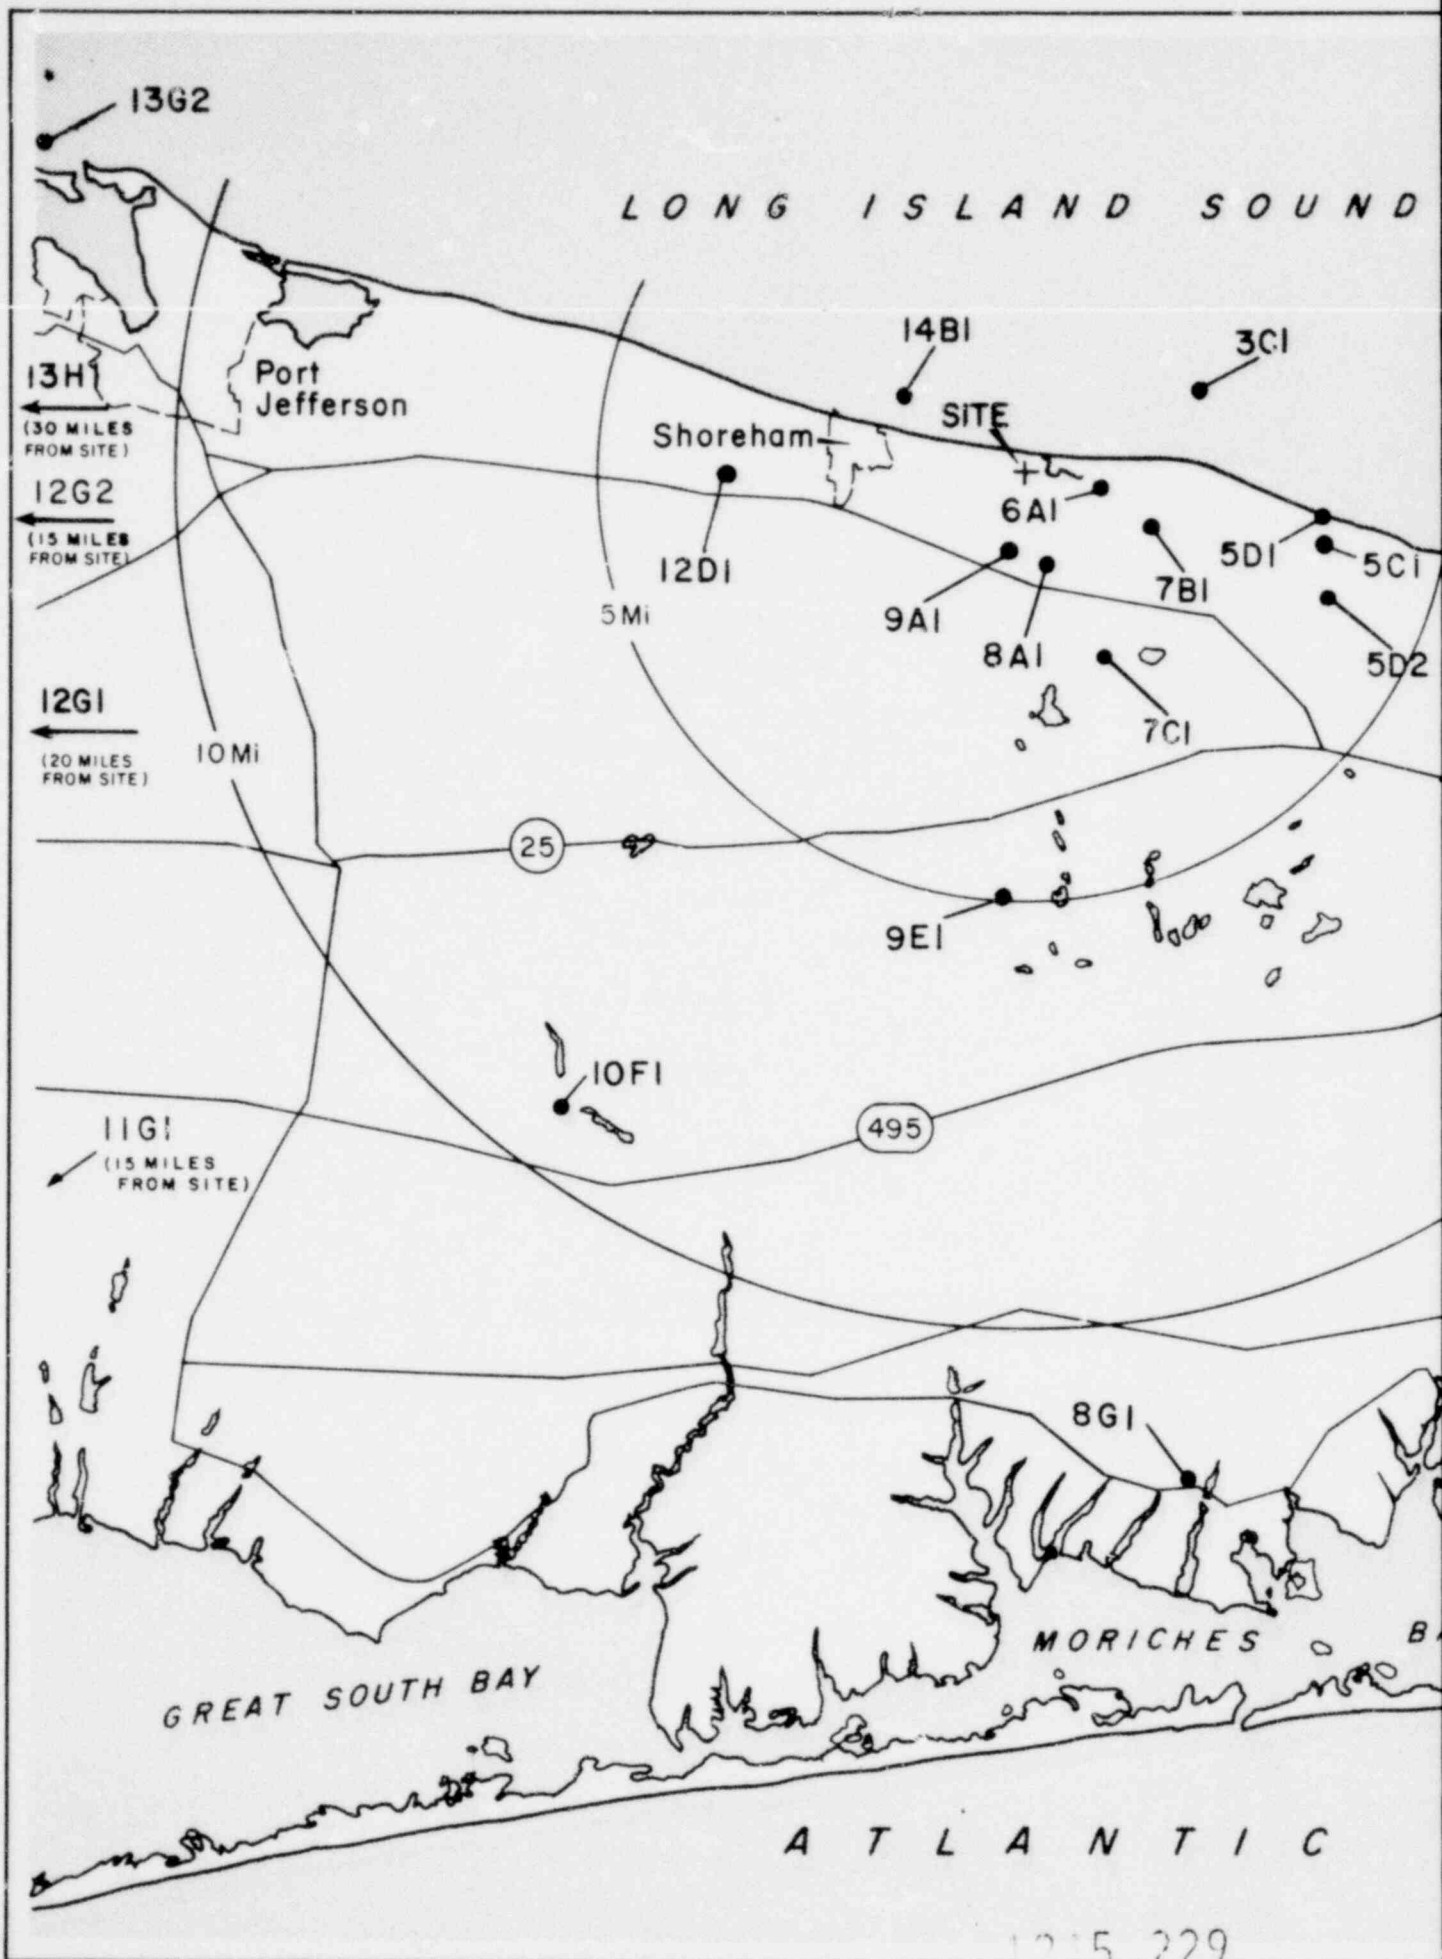 13G2
LONG ISLAND SOUND
14B1
3C1
13H1
(30 MILES
FROM SITE)
Port
Jefferson
SITE
Shoreham
12G2
(15 MILES
FROM SITE)
6A1
12D1
5D1
5C1
7B1
5Mi
9A1
8A1
5D2
12G1
7C1
(20 MILES
FROM SITE)
10Mi
25
9E1
10F1
495
11G1
(15 MILES
FROM SITE)
8G1
MORICHES
GREAT SOUTH BAY
ATLANTIC
229